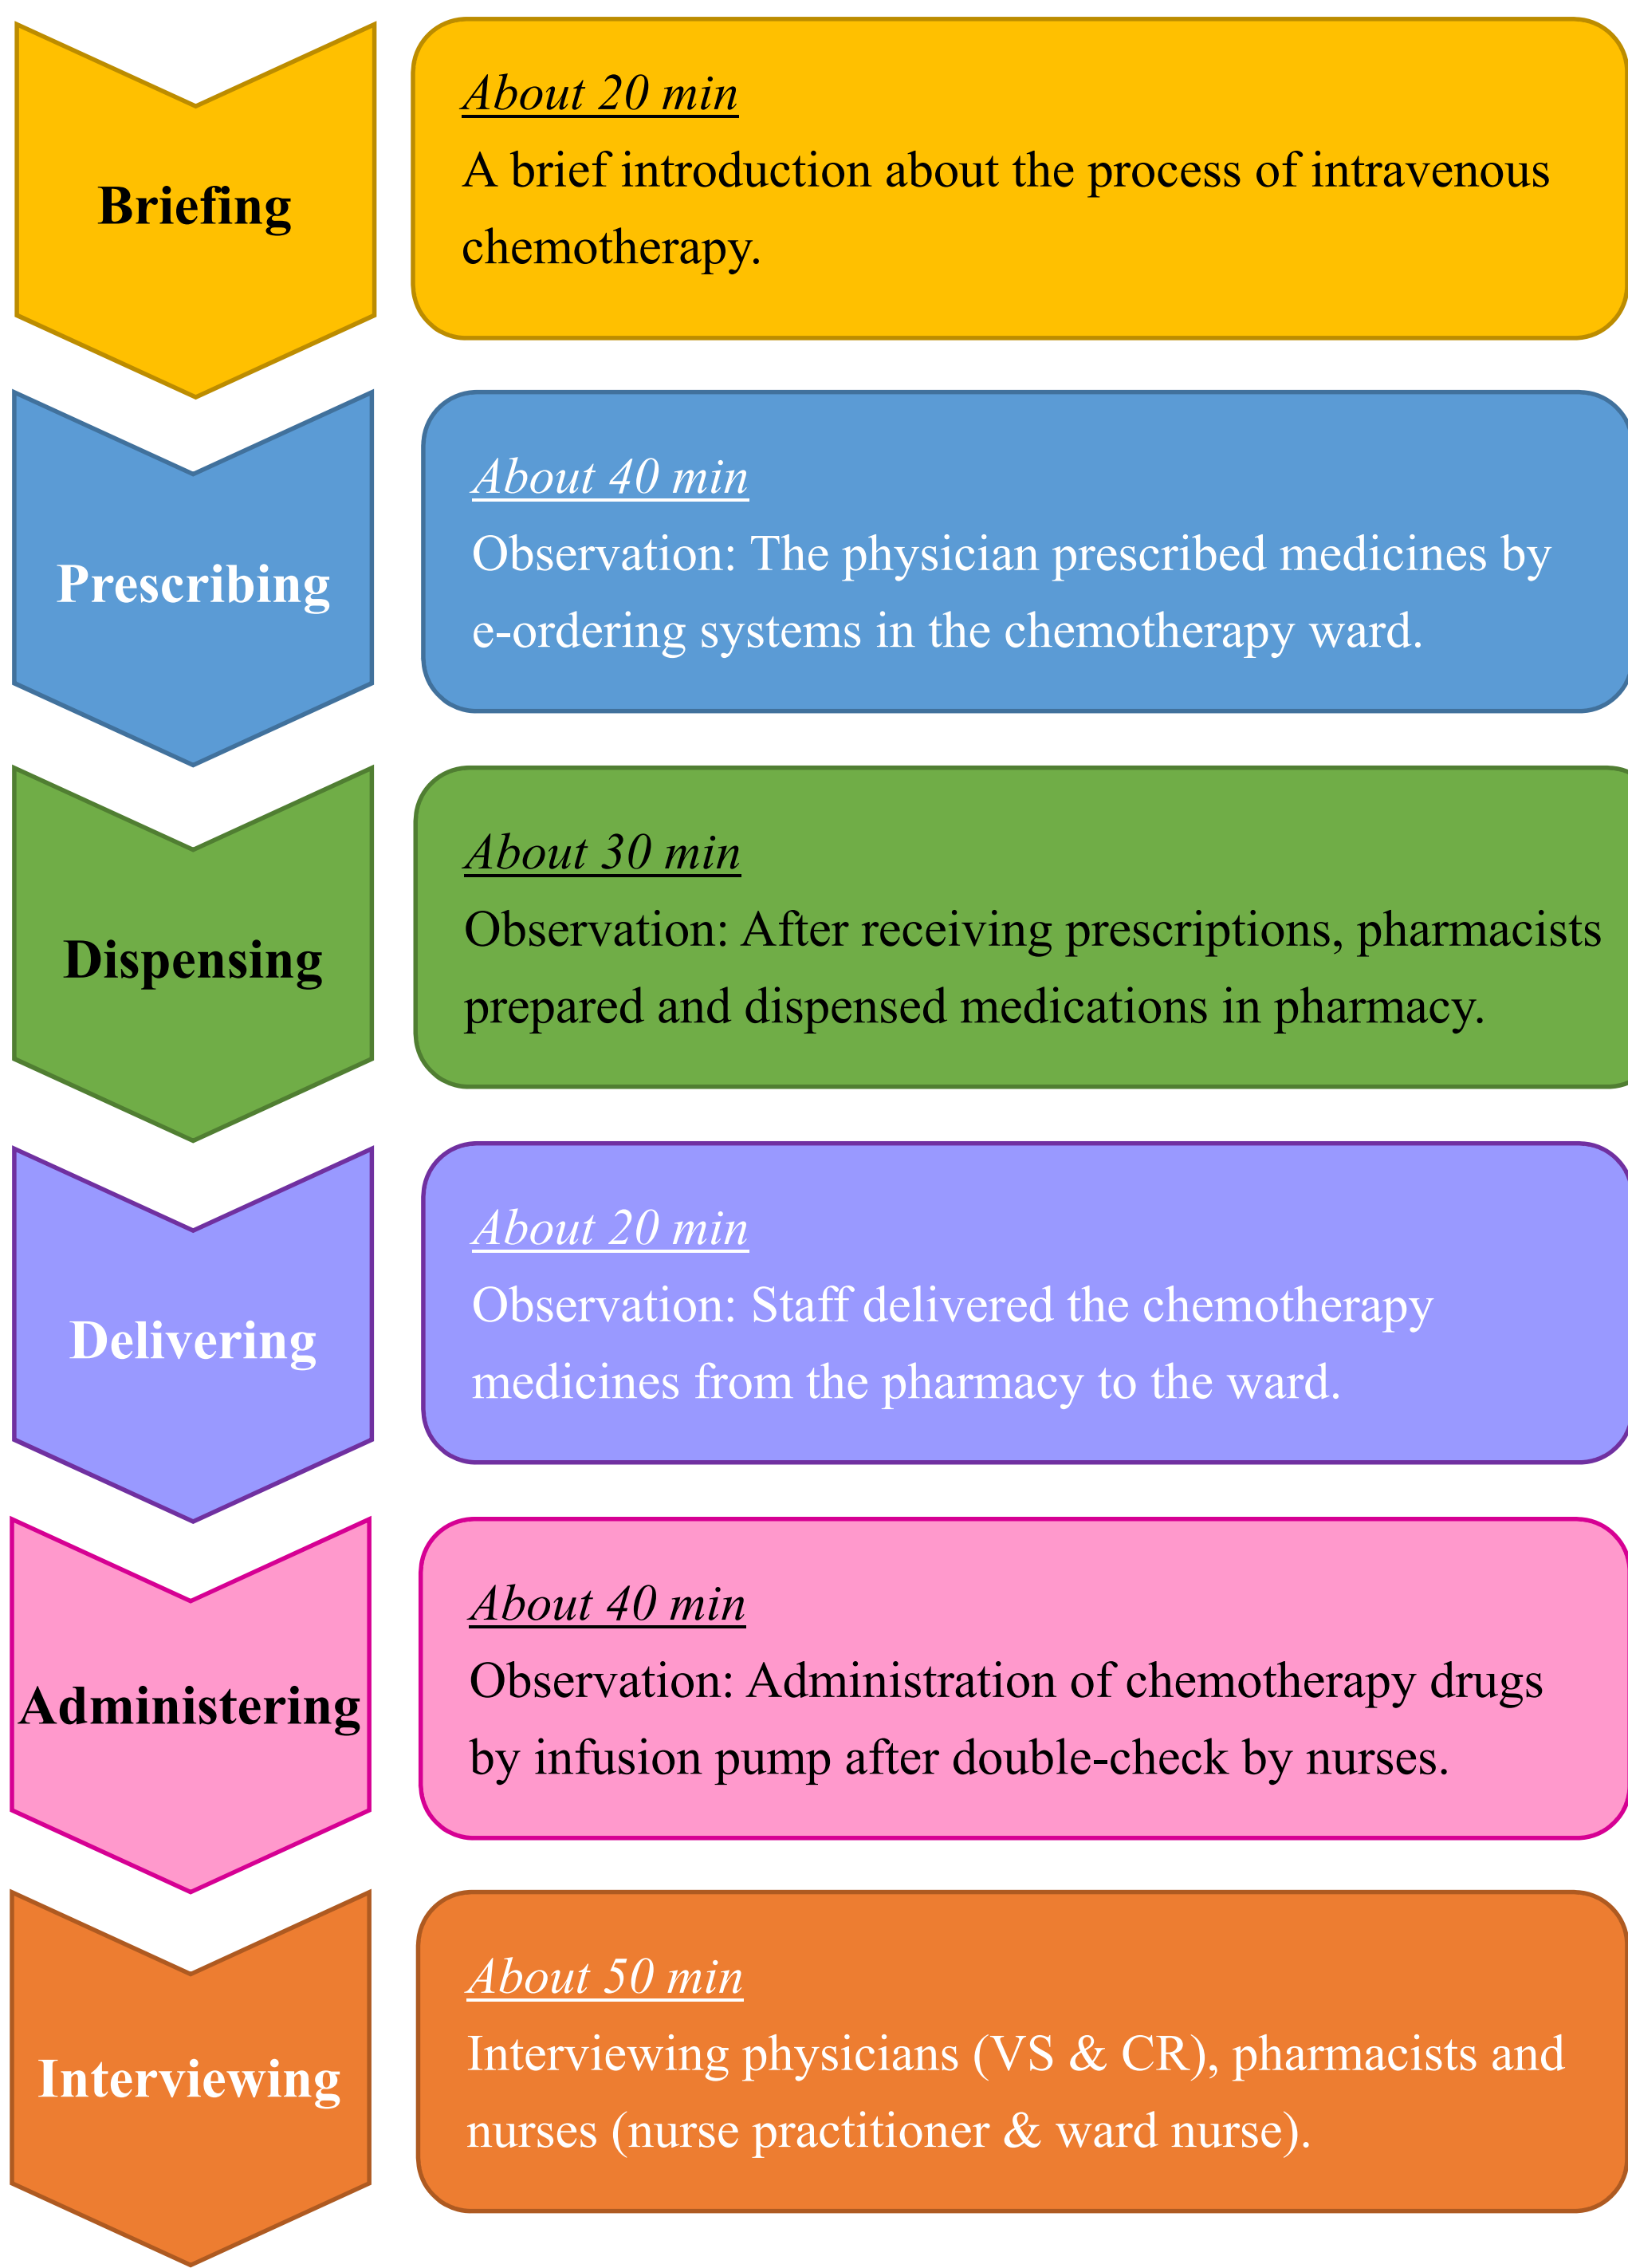 Briefing
About 20 min
A brief introduction about the process of intravenous
chemotherapy.
Prescribing
About 40 min
Observation: The physician prescribed medicines by
e-ordering systems in the chemotherapy ward.
Dispensing
About 30 min
Observation: After receiving prescriptions, pharmacists
prepared and dispensed medications in pharmacy.
Delivering
About 20 min
Observation: Staff delivered the chemotherapy
medicines from the pharmacy to the ward.
Administering
About 40 min
Observation: Administration of chemotherapy drugs
by infusion pump after double-check by nurses.
Interviewing
About 50 min
Interviewing physicians (VS & CR), pharmacists and
nurses (nurse practitioner & ward nurse).